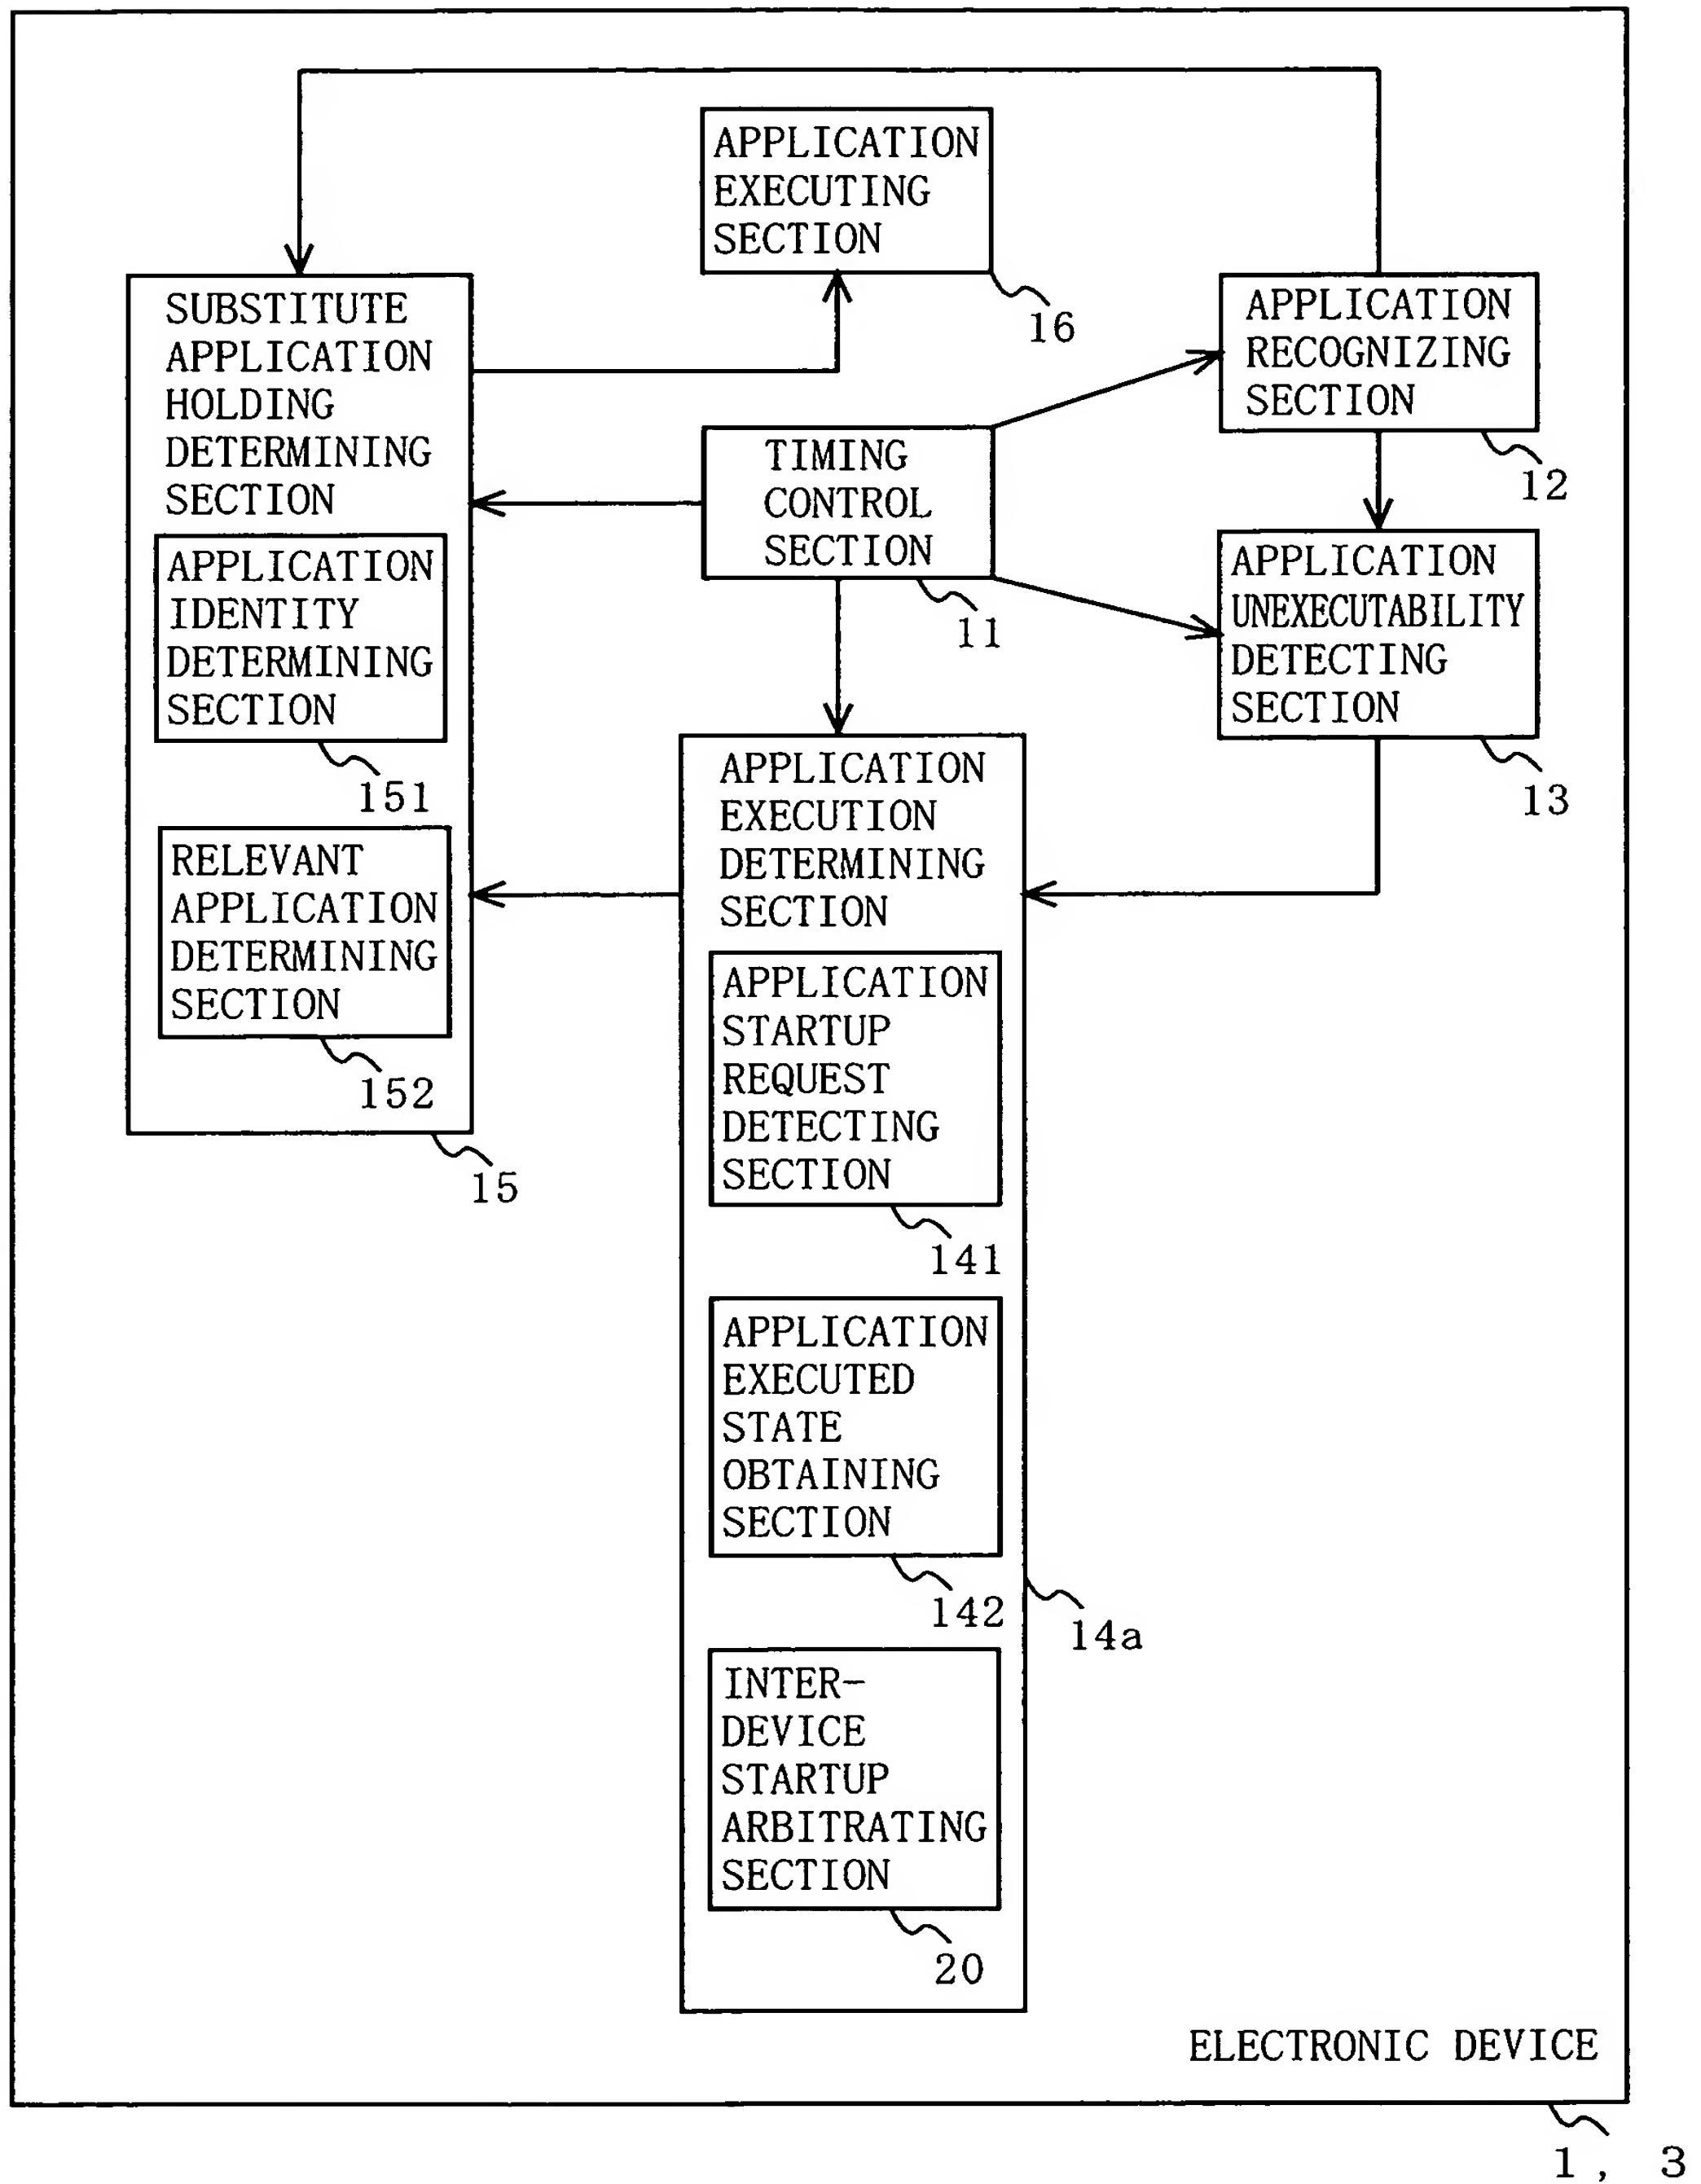 APPLICATION
EXECUTING
SECTION
16
SUBSTITUTE
APPLICATION
HOLDING
DETERMINING
SECTION
APPLICATION
IDENTITY
DETERMINING
SECTION
151
RELEVANT
APPLICATION
DETERMINING
SECTION
152
15
TIMING
CONTROL
SECTION
11
APPLICATION
RECOGNIZING
SECTION
12
APPLICATION
UNEXECUTABILITY
DETECTING
SECTION
13
APPLICATION
EXECUTION
DETERMINING
SECTION
APPLICATION
STARTUP
REQUEST
DETECTING
SECTION
141
APPLICATION
EXECUTED
STATE
OBTAINING
SECTION
142
14a
INTER-
DEVICE
STARTUP
ARBITRATING
SECTION
20
ELECTRONIC DEVICE
1, 3